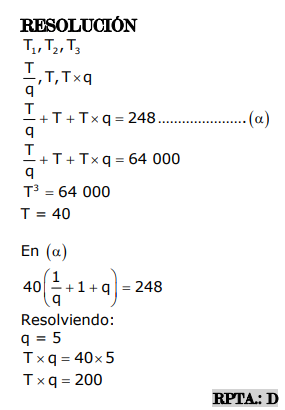 RESOLUCIÓN
T₁, T₂, T₃
T/q, T, T × q
T/q + T + T × q = 248......................(α)
T/q + T + T × q = 64 000
T³ = 64 000
T = 40
En (α)
40(1/q + 1 + q) = 248
Resolviendo:
q = 5
T × q = 40 × 5
T × q = 200
RPTA.: D